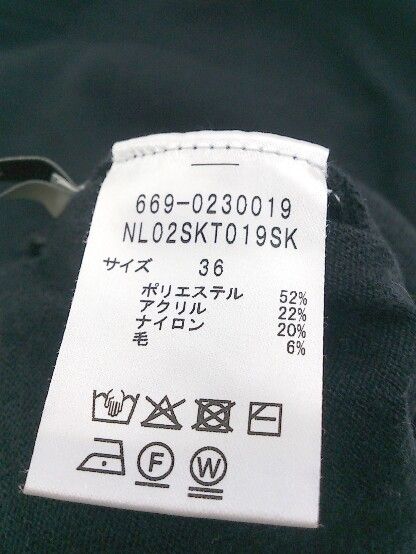 669-0230019
NL02SKT019SK
サイズ 36
ポリエステル 52%
アクリル 22%
ナイロン 20%
毛 6%
F W